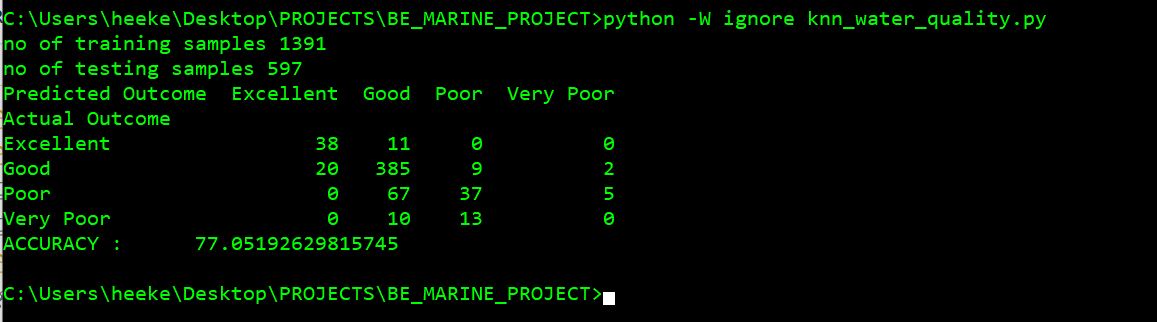 C:\Users\heeke\Desktop\PROJECTS\BE_MARINE_PROJECT>python -W ignore knn_water_quality.py
no of training samples 1391
no of testing samples 597
Predicted Outcome  Excellent  Good  Poor  Very Poor
Actual Outcome
Excellent                 38    11     0          0
Good                      20   385     9          2
Poor                       0    67    37          5
Very Poor                  0    10    13          0
ACCURACY :      77.05192629815745
C:\Users\heeke\Desktop\PROJECTS\BE_MARINE_PROJECT>